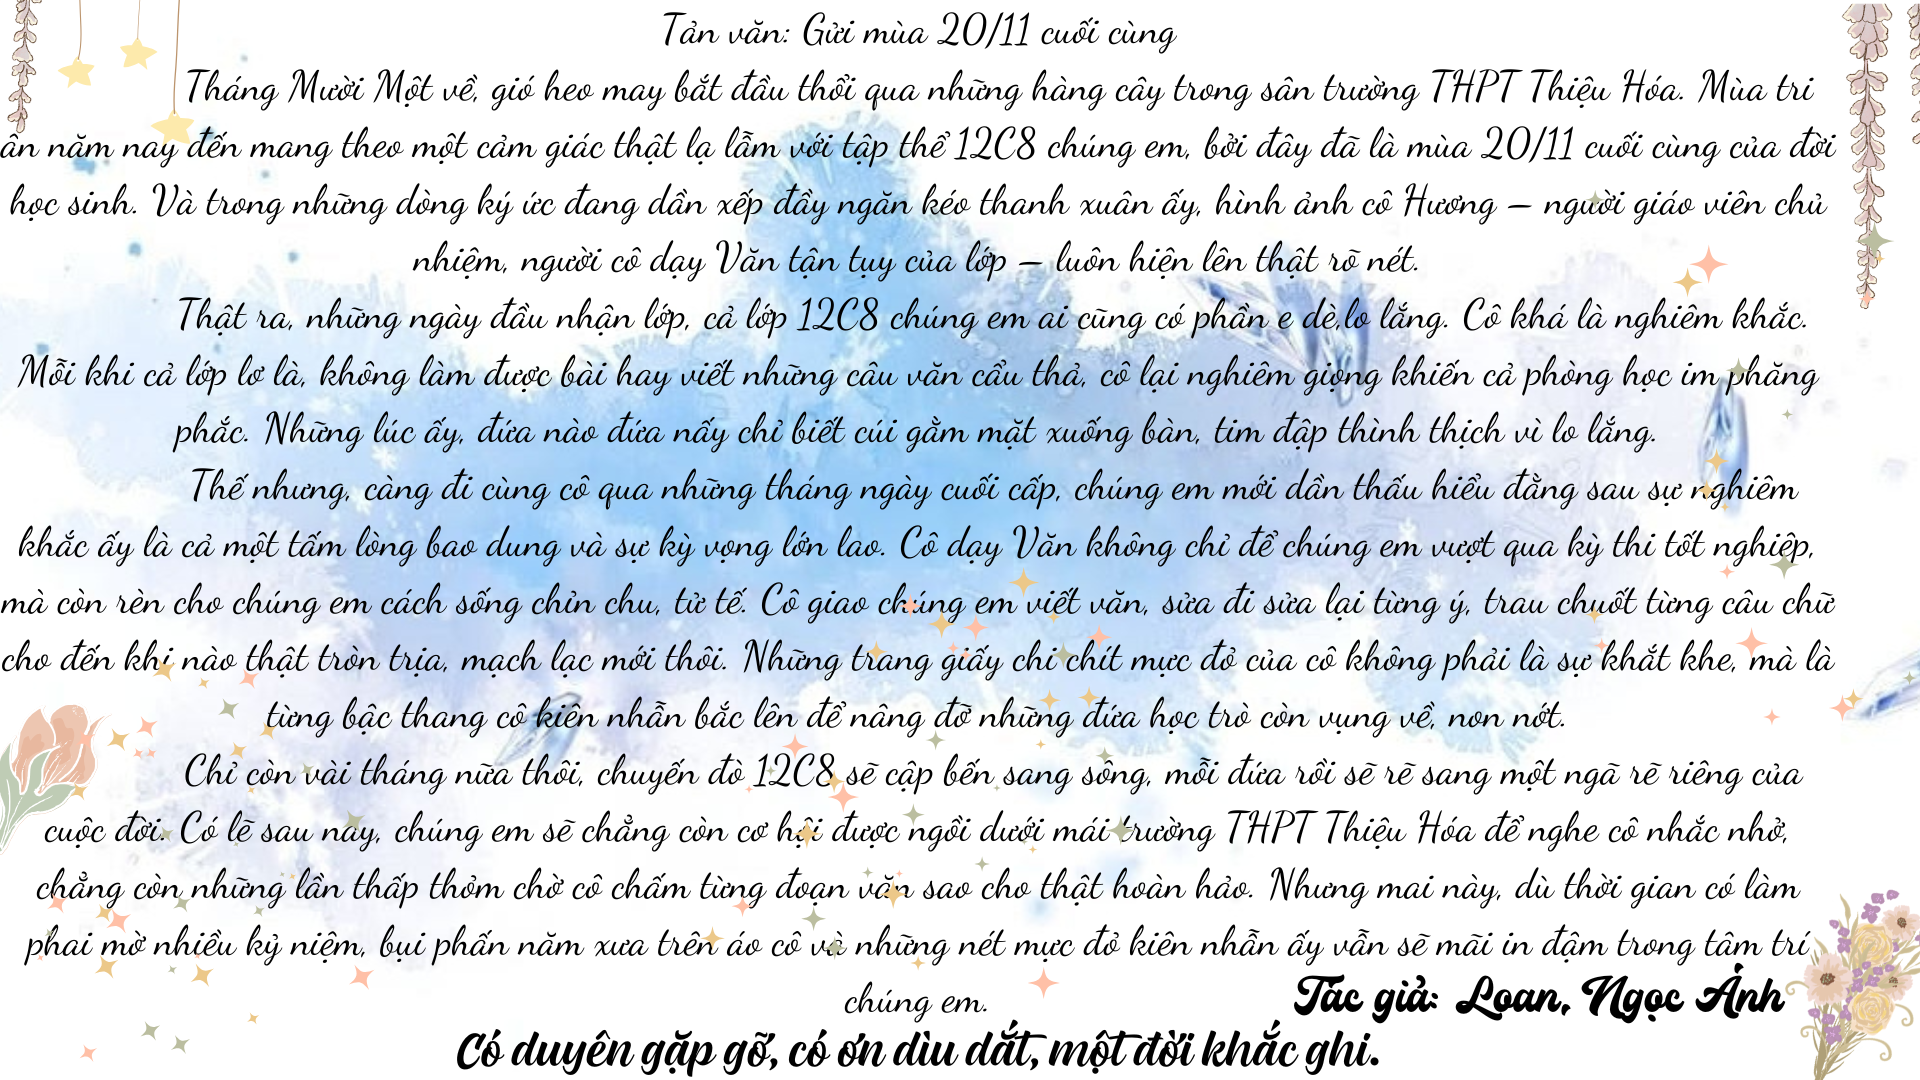 Tản văn: Gửi mùa 20/11 cuối cùng
Tháng Mười Một về, gió heo may bắt đầu thổi qua những hàng cây trong sân trường THPT Thiệu Hóa. Mùa tri
ân năm nay đến mang theo một cảm giác thật lạ lẫm với tập thể 12C8 chúng em, bởi đây đã là mùa 20/11 cuối cùng của đời
học sinh. Và trong những dòng ký ức đang dần xếp đầy ngăn kéo thanh xuân ấy, hình ảnh cô Hương – người giáo viên chủ
nhiệm, người cô dạy Văn tận tụy của lớp – luôn hiện lên thật rõ nét.
Thật ra, những ngày đầu nhận lớp, cả lớp 12C8 chúng em ai cũng có phần e dè,lo lắng. Cô khá là nghiêm khắc.
Mỗi khi cả lớp lơ là, không làm được bài hay viết những câu văn cẩu thả, cô lại nghiêm giọng khiến cả phòng học im phăng
phắc. Những lúc ấy, đứa nào đứa nấy chỉ biết cúi gằm mặt xuống bàn, tim đập thình thịch vì lo lắng.
Thế nhưng, càng đi cùng cô qua những tháng ngày cuối cấp, chúng em mới dần thấu hiểu đằng sau sự nghiêm
khắc ấy là cả một tấm lòng bao dung và sự kỳ vọng lớn lao. Cô dạy Văn không chỉ để chúng em vượt qua kỳ thi tốt nghiệp,
mà còn rèn cho chúng em cách sống chỉn chu, tử tế. Cô giao chúng em viết văn, sửa đi sửa lại từng ý, trau chuốt từng câu chữ
cho đến khi nào thật tròn trịa, mạch lạc mới thôi. Những trang giấy chi chít mực đỏ của cô không phải là sự khắt khe, mà là
từng bậc thang cô kiên nhẫn bắc lên để nâng đỡ những đứa học trò còn vụng về, non nớt.
Chỉ còn vài tháng nữa thôi, chuyến đò 12C8 sẽ cập bến sang sông, mỗi đứa rồi sẽ rẽ sang một ngã rẽ riêng của
cuộc đời. Có lẽ sau này, chúng em sẽ chẳng còn cơ hội được ngồi dưới mái trường THPT Thiệu Hóa để nghe cô nhắc nhở,
chẳng còn những lần thấp thỏm chờ cô chấm từng đoạn văn sao cho thật hoàn hảo. Nhưng mai này, dù thời gian có làm
phai mờ nhiều kỷ niệm, bụi phấn năm xưa trên áo cô và những nét mực đỏ kiên nhẫn ấy vẫn sẽ mãi in đậm trong tâm trí
chúng em.
Tác giả: Loan, Ngọc Ánh
Có duyên gặp gỡ, có ơn dìu dắt, một đời khắc ghi.